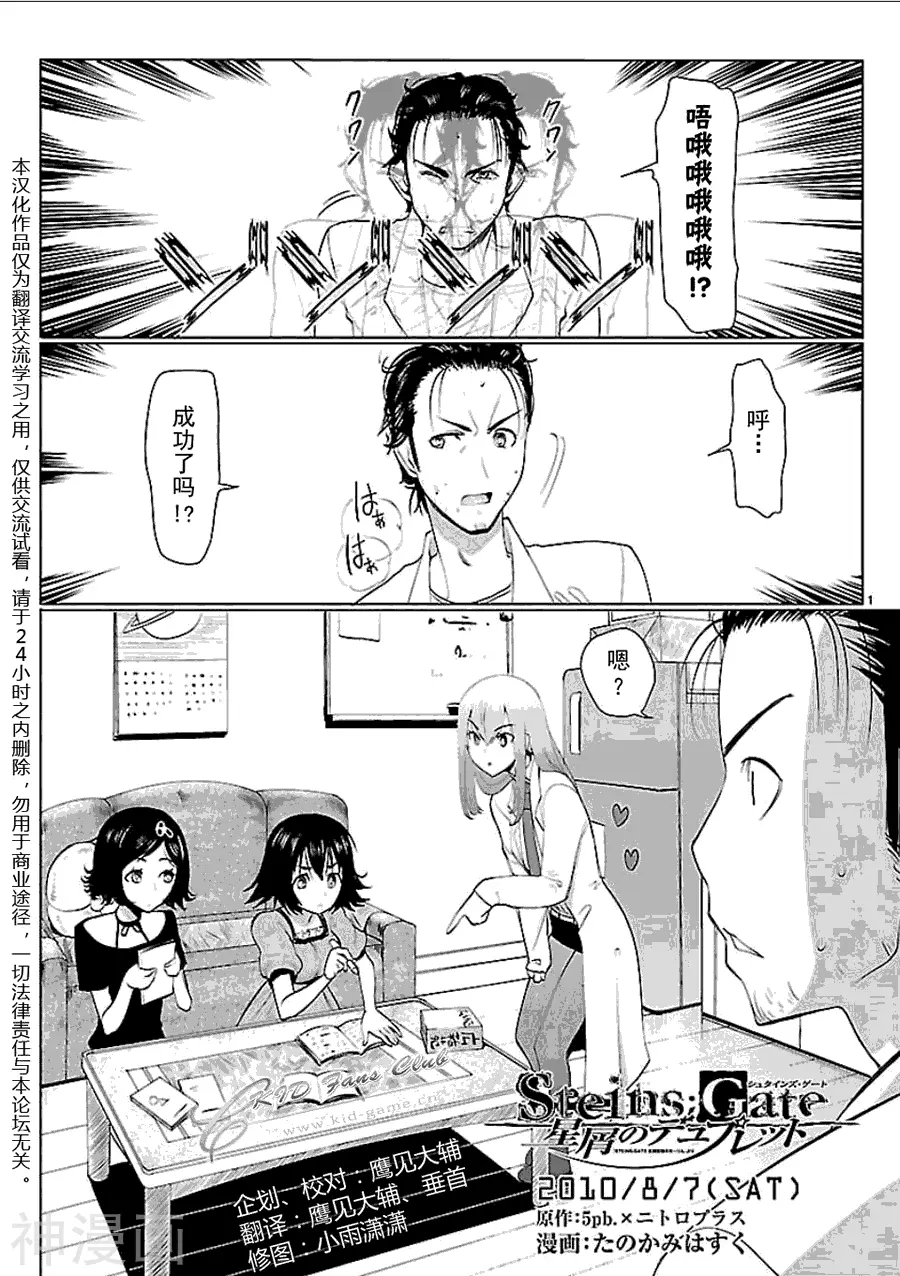 唔哦哦哦哦哦!?
クワン
クワン
呼…
成功了吗!?
はぁ
はぁ
1
嗯?
本汉化作品仅为翻译交流学习之用,仅供交流试看,请于24小时之内删除,勿用于商业途径,一切法律责任与本论坛无关。
KID Fans Club
www.kid-game.cn
シュタインズ・ゲート
Steins;Gate
星屑のデュプレット
2010/8/7(SAT)
原作:5pb.×ニトロプラス
漫画:たのかみはすく
企划、校对:鹰见大辅
翻译:鹰见大辅、垂首
修图:小雨潇潇
神漫画